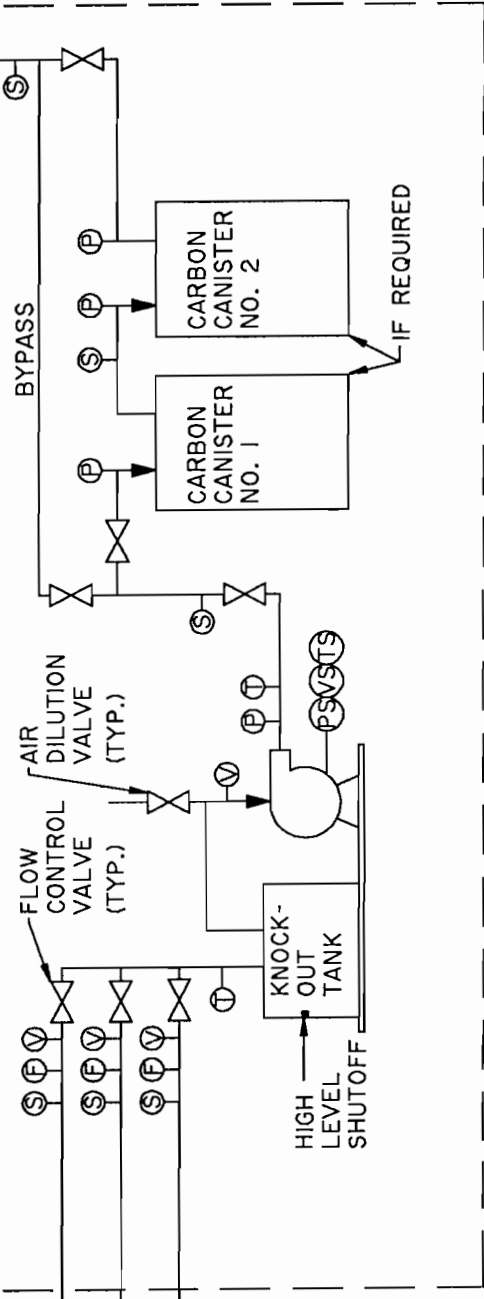 S
BYPASS
P
P
S
P
CARBON
CANISTER
NO. 2
CARBON
CANISTER
NO. 1
IF REQUIRED
S
AIR
DILUTION
VALVE
(TYP.)
FLOW
CONTROL
VALVE
(TYP.)
P T
V
PS VS TS
S F V
S F V
S F V
T
KNOCK-
OUT
TANK
HIGH
LEVEL
SHUTOFF